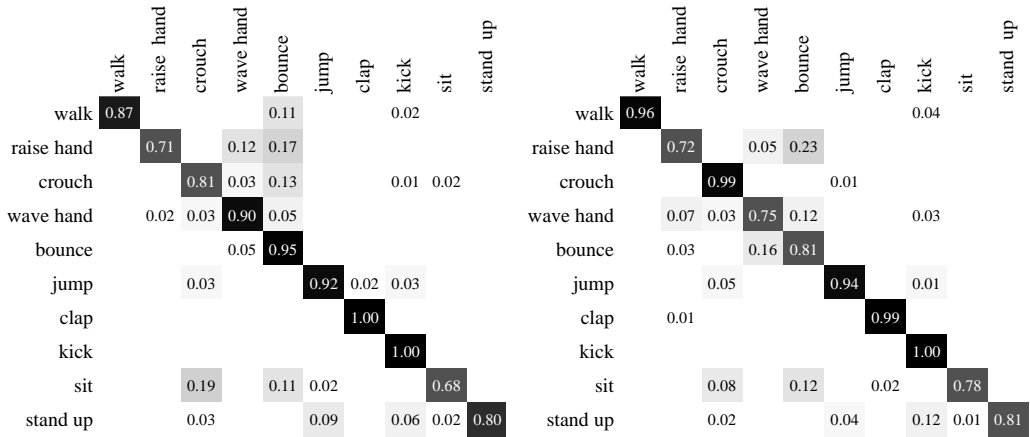 walk raise hand crouch wave hand bounce jump clap kick sit stand up walk raise hand crouch wave hand bounce jump clap kick sit stand up
walk 0.87 0.11 0.02 walk 0.96 0.04
raise hand 0.71 0.12 0.17 raise hand 0.72 0.05 0.23
crouch 0.81 0.03 0.13 0.01 0.02 crouch 0.99 0.01
wave hand 0.02 0.03 0.90 0.05 wave hand 0.07 0.03 0.75 0.12 0.03
bounce 0.05 0.95 bounce 0.03 0.16 0.81
jump 0.03 0.92 0.02 0.03 jump 0.05 0.94 0.01
clap 1.00 clap 0.01 0.99
kick 1.00 kick 1.00
sit 0.19 0.11 0.02 0.68 sit 0.08 0.12 0.02 0.78
stand up 0.03 0.09 0.06 0.02 0.80 stand up 0.02 0.04 0.12 0.01 0.81